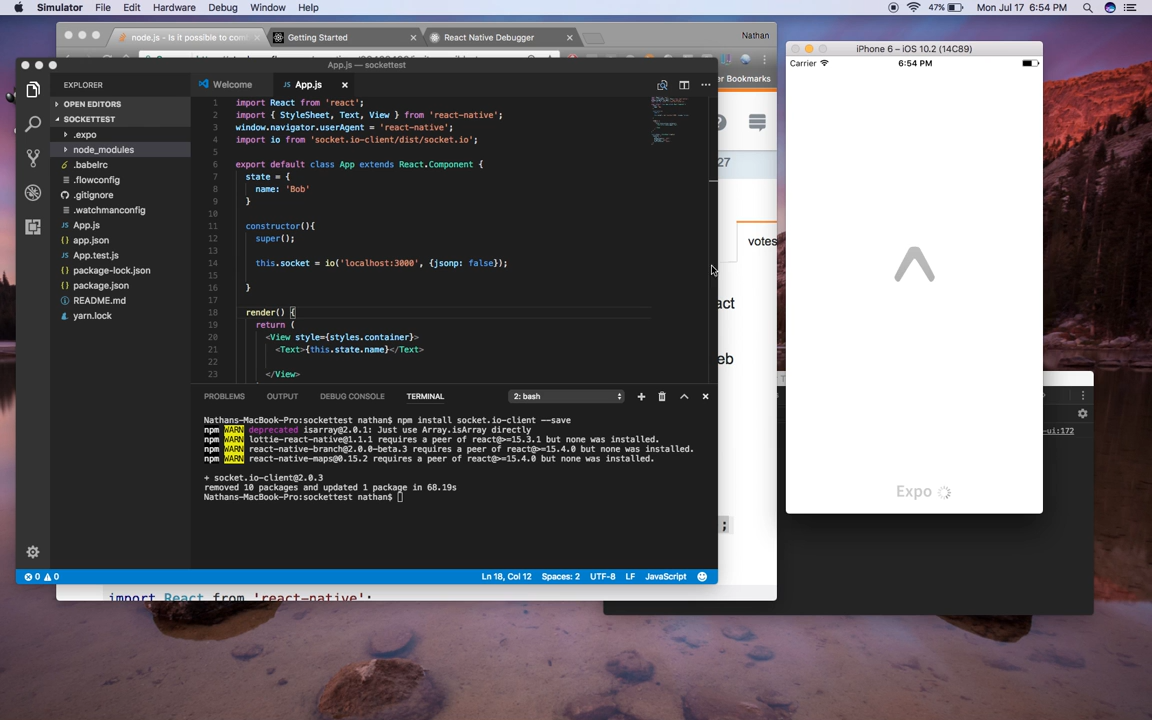 Simulator File Edit Hardware Debug Window Help
47% Mon Jul 17 6:54 PM
node.js - Is it possible to com
Getting Started
React Native Debugger
Nathan
er Bookmarks
App.js — sockettest
EXPLORER
OPEN EDITORS
SOCKETTEST
.expo
node_modules
.babelrc
.flowconfig
.gitignore
.watchmanconfig
JS App.js
{} app.json
JS App.test.js
{} package-lock.json
{} package.json
README.md
yarn.lock
Welcome
JS App.js
1 import React from 'react';
2 import { StyleSheet, Text, View } from 'react-native';
3 window.navigator.userAgent = 'react-native';
4 import io from 'socket.io-client/dist/socket.io';
5
6 export default class App extends React.Component {
7 state = {
8 name: 'Bob'
9 }
10
11 constructor(){
12 super();
13
14 this.socket = io('localhost:3000', {jsonp: false});
15
16 }
17
18 render() {
19 return (
20 <View style={styles.container}>
21 <Text>{this.state.name}</Text>
22
23 </View>
PROBLEMS OUTPUT DEBUG CONSOLE TERMINAL 2: bash
Nathans-MacBook-Pro:sockettest nathan$ npm install socket.io-client --save
npm WARN deprecated isarray@2.0.1: Just use Array.isArray directly
npm WARN lottie-react-native@1.1.1 requires a peer of react@>=15.3.1 but none was installed.
npm WARN react-native-branch@2.0.0-beta.3 requires a peer of react@>=15.4.0 but none was installed.
npm WARN react-native-maps@0.15.2 requires a peer of react@>=15.4.0 but none was installed.
+ socket.io-client@2.0.3
removed 10 packages and updated 1 package in 68.19s
Nathans-MacBook-Pro:sockettest nathan$
0 0
Ln 18, Col 12 Spaces: 2 UTF-8 LF JavaScript
import React from 'react-native';
27
votes
act
eb
;
iPhone 6 – iOS 10.2 (14C89)
Carrier 6:54 PM
Expo
-ui:172